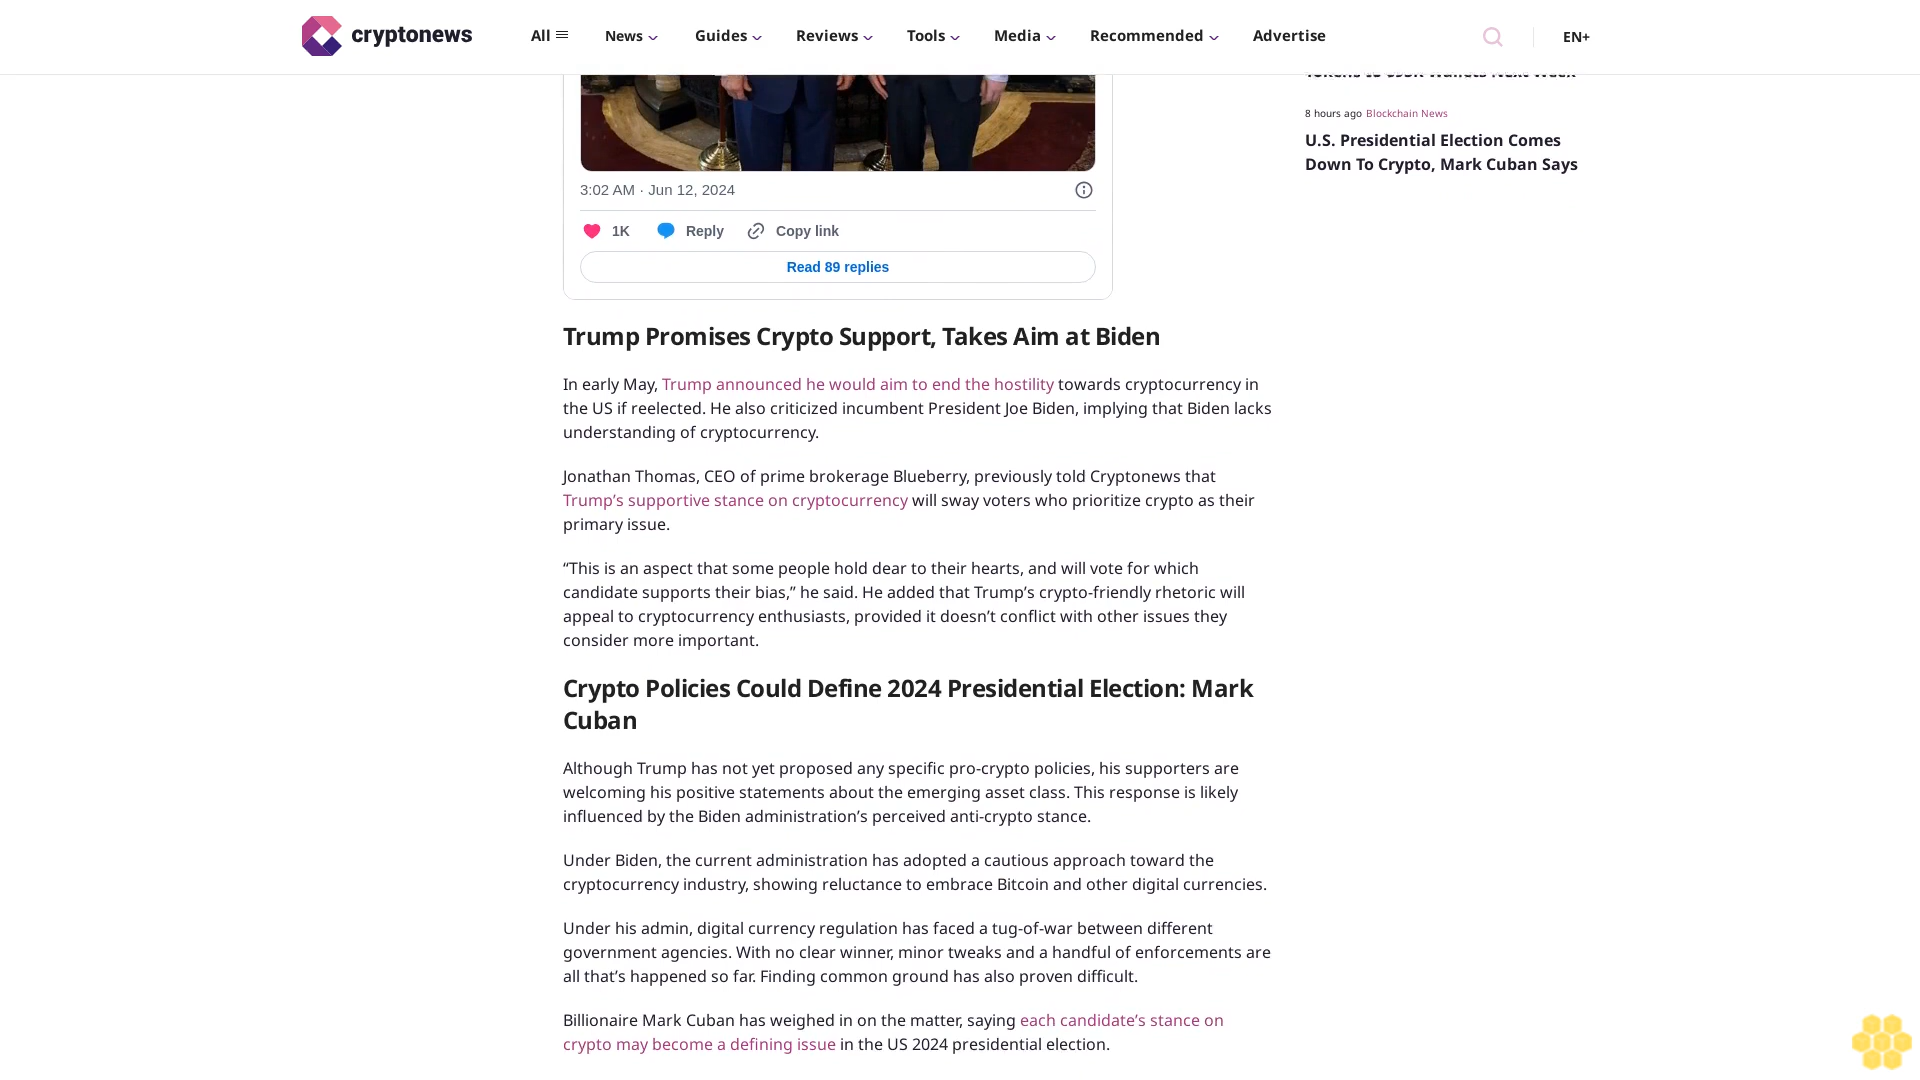 cryptonews
All
News
Guides
Reviews
Tools
Media
Recommended
Advertise
EN+
8 hours ago Blockchain News
U.S. Presidential Election Comes
Down To Crypto, Mark Cuban Says
3:02 AM · Jun 12, 2024
1K
Reply
Copy link
Read 89 replies
Trump Promises Crypto Support, Takes Aim at Biden
In early May, Trump announced he would aim to end the hostility towards cryptocurrency in
the US if reelected. He also criticized incumbent President Joe Biden, implying that Biden lacks
understanding of cryptocurrency.
Jonathan Thomas, CEO of prime brokerage Blueberry, previously told Cryptonews that
Trump’s supportive stance on cryptocurrency will sway voters who prioritize crypto as their
primary issue.
“This is an aspect that some people hold dear to their hearts, and will vote for which
candidate supports their bias,” he said. He added that Trump’s crypto-friendly rhetoric will
appeal to cryptocurrency enthusiasts, provided it doesn’t conflict with other issues they
consider more important.
Crypto Policies Could Define 2024 Presidential Election: Mark
Cuban
Although Trump has not yet proposed any specific pro-crypto policies, his supporters are
welcoming his positive statements about the emerging asset class. This response is likely
influenced by the Biden administration’s perceived anti-crypto stance.
Under Biden, the current administration has adopted a cautious approach toward the
cryptocurrency industry, showing reluctance to embrace Bitcoin and other digital currencies.
Under his admin, digital currency regulation has faced a tug-of-war between different
government agencies. With no clear winner, minor tweaks and a handful of enforcements are
all that’s happened so far. Finding common ground has also proven difficult.
Billionaire Mark Cuban has weighed in on the matter, saying each candidate’s stance on
crypto may become a defining issue in the US 2024 presidential election.